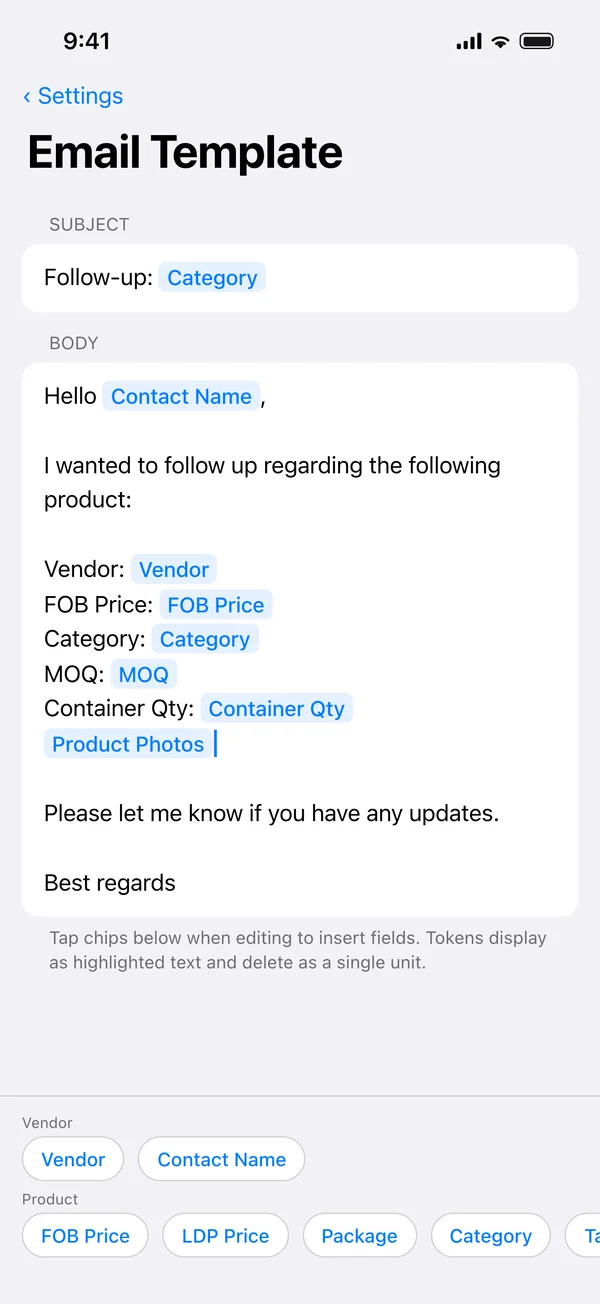 9:41
‹ Settings
Email Template
SUBJECT
Follow-up: Category
BODY
Hello Contact Name,
I wanted to follow up regarding the following
product:
Vendor: Vendor
FOB Price: FOB Price
Category: Category
MOQ: MOQ
Container Qty: Container Qty
Product Photos
Please let me know if you have any updates.
Best regards
Tap chips below when editing to insert fields. Tokens display
as highlighted text and delete as a single unit.
Vendor
Vendor Contact Name
Product
FOB Price LDP Price Package Category